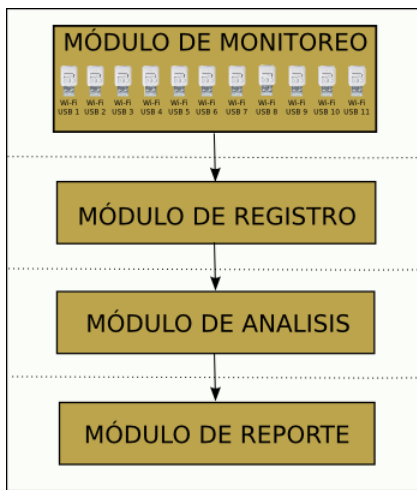 MÓDULO DE MONITOREO
Wi-Fi Wi-Fi Wi-Fi Wi-Fi Wi-Fi Wi-Fi Wi-Fi Wi-Fi Wi-Fi Wi-Fi Wi-Fi
USB 1 USB 2 USB 3 USB 4 USB 5 USB 6 USB 7 USB 8 USB 9 USB 10 USB 11
MÓDULO DE REGISTRO
MÓDULO DE ANALISIS
MÓDULO DE REPORTE